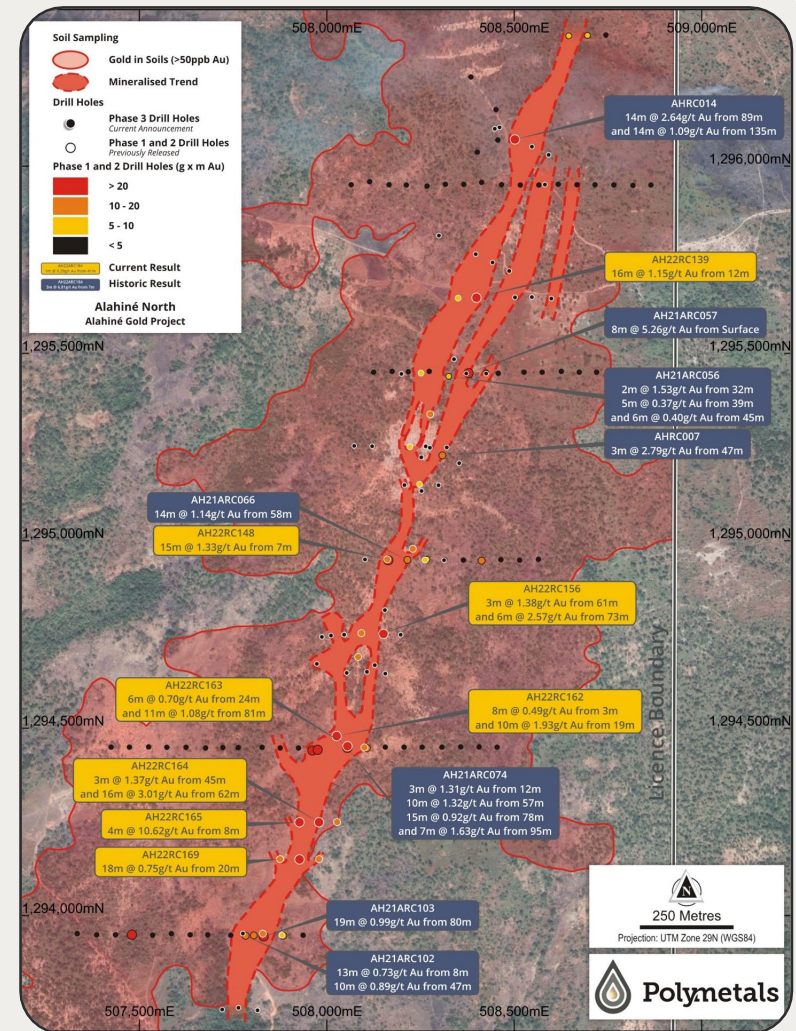 508,000mE
508,500mE
509,000mE
Soil Sampling
Gold in Soils (>50ppb Au)
Mineralised Trend
Drill Holes
Phase 3 Drill Holes
Current Announcement
Phase 1 and 2 Drill Holes
Previously Released
Phase 1 and 2 Drill Holes (g x m Au)
> 20
10 - 20
5 - 10
< 5
Current Result
Historic Result
Alahiné North
Alahiné Gold Project
AHRC014
14m @ 2.64g/t Au from 89m
and 14m @ 1.09g/t Au from 135m
1,296,000mN
AH22RC139
16m @ 1.15g/t Au from 12m
AH21ARC057
8m @ 5.26g/t Au from Surface
1,295,500mN
1,295,500mN
AH21ARC056
2m @ 1.53g/t Au from 32m
5m @ 0.37g/t Au from 39m
and 6m @ 0.40g/t Au from 45m
AHRC007
3m @ 2.79g/t Au from 47m
AH21ARC066
14m @ 1.14g/t Au from 58m
AH22RC148
15m @ 1.33g/t Au from 7m
1,295,000mN
1,295,000mN
AH22RC156
3m @ 1.38g/t Au from 61m
and 6m @ 2.57g/t Au from 73m
Licence Boundary
AH22RC163
6m @ 0.70g/t Au from 24m
and 11m @ 1.08g/t Au from 81m
AH22RC162
8m @ 0.49g/t Au from 3m
and 10m @ 1.93g/t Au from 19m
1,294,500mN
1,294,500mN
AH22RC164
3m @ 1.37g/t Au from 45m
and 16m @ 3.01g/t Au from 62m
AH21ARC074
3m @ 1.31g/t Au from 12m
10m @ 1.32g/t Au from 57m
15m @ 0.92g/t Au from 78m
and 7m @ 1.63g/t Au from 95m
AH22RC165
4m @ 10.62g/t Au from 8m
AH22RC169
18m @ 0.75g/t Au from 20m
1,294,000mN
AH21ARC103
19m @ 0.99g/t Au from 80m
AH21ARC102
13m @ 0.73g/t Au from 8m
10m @ 0.89g/t Au from 47m
N
250 Metres
Projection: UTM Zone 29N (WGS84)
Polymetals
507,500mE
508,000mE
508,500mE